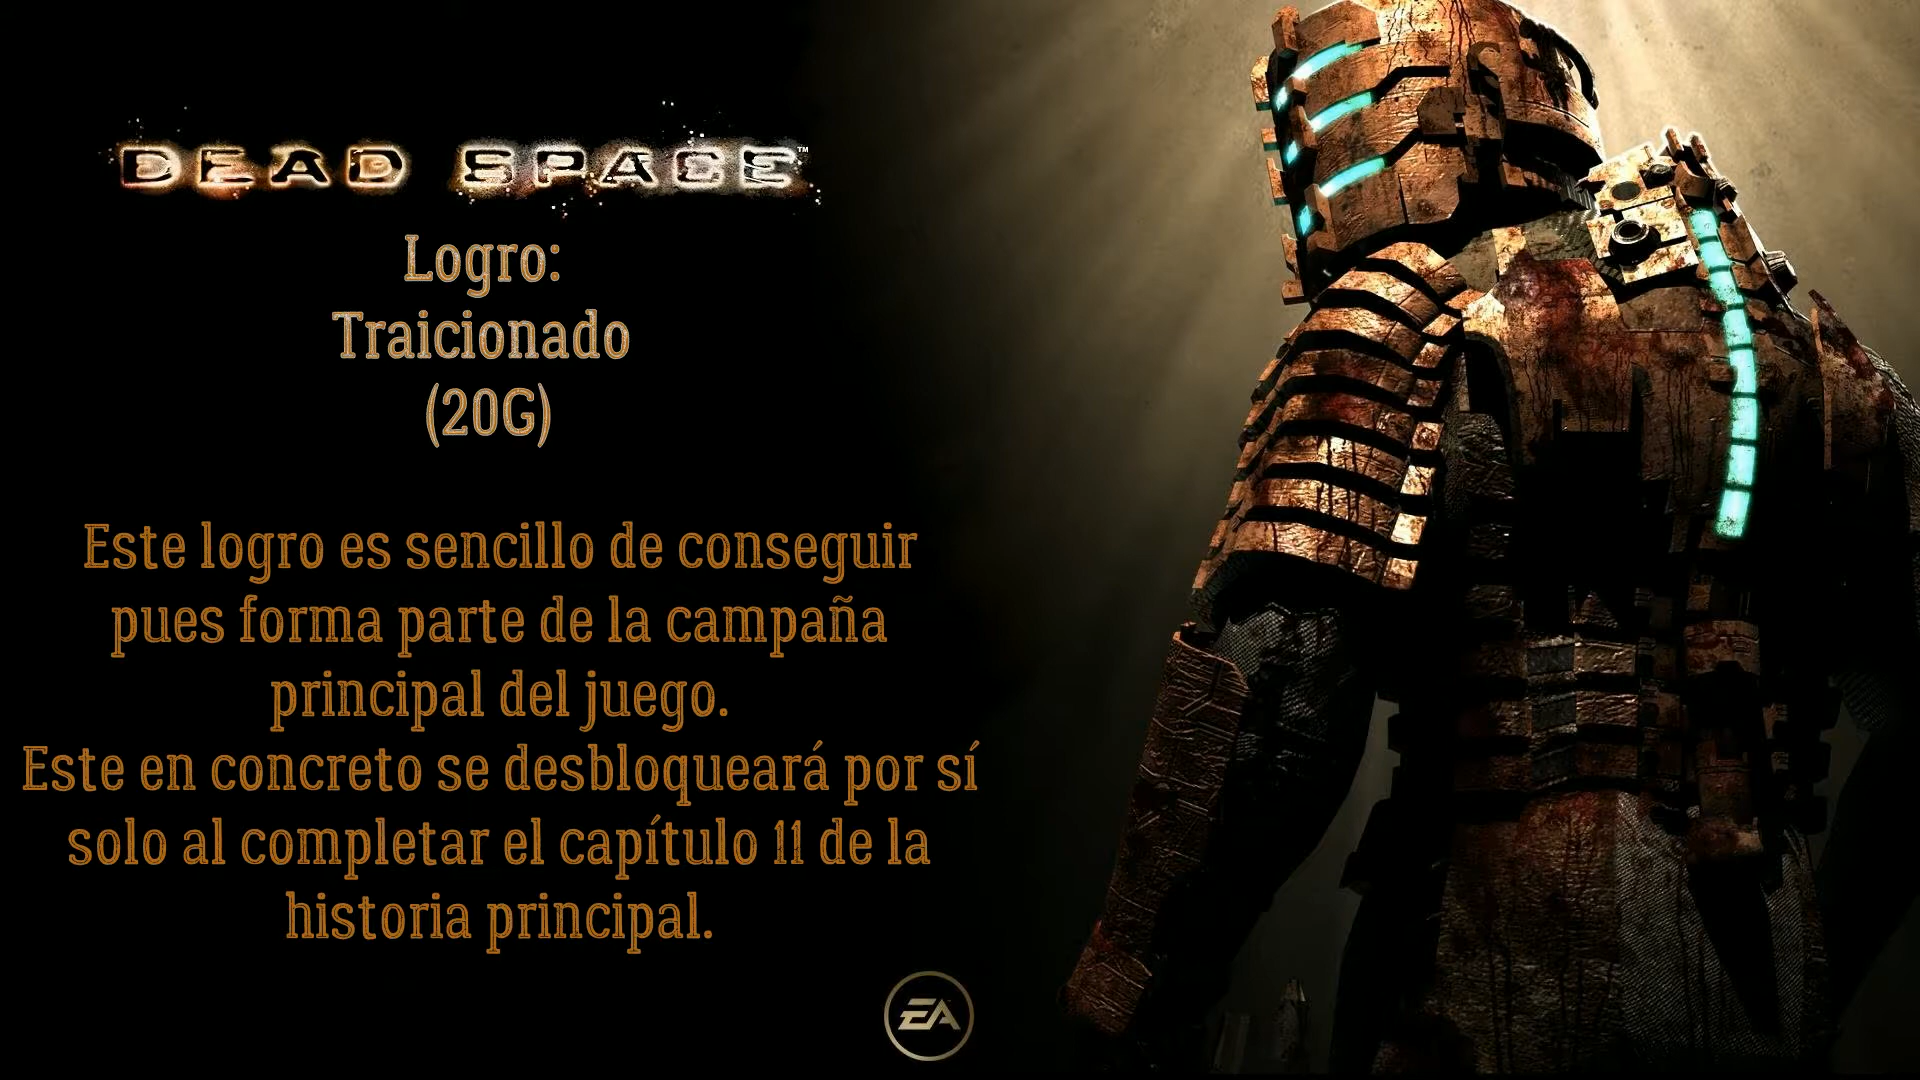 DEAD SPACE™
Logro:
Traicionado
(20G)
Este logro es sencillo de conseguir
pues forma parte de la campaña
principal del juego.
Este en concreto se desbloqueará por sí
solo al completar el capítulo 11 de la
historia principal.
EA